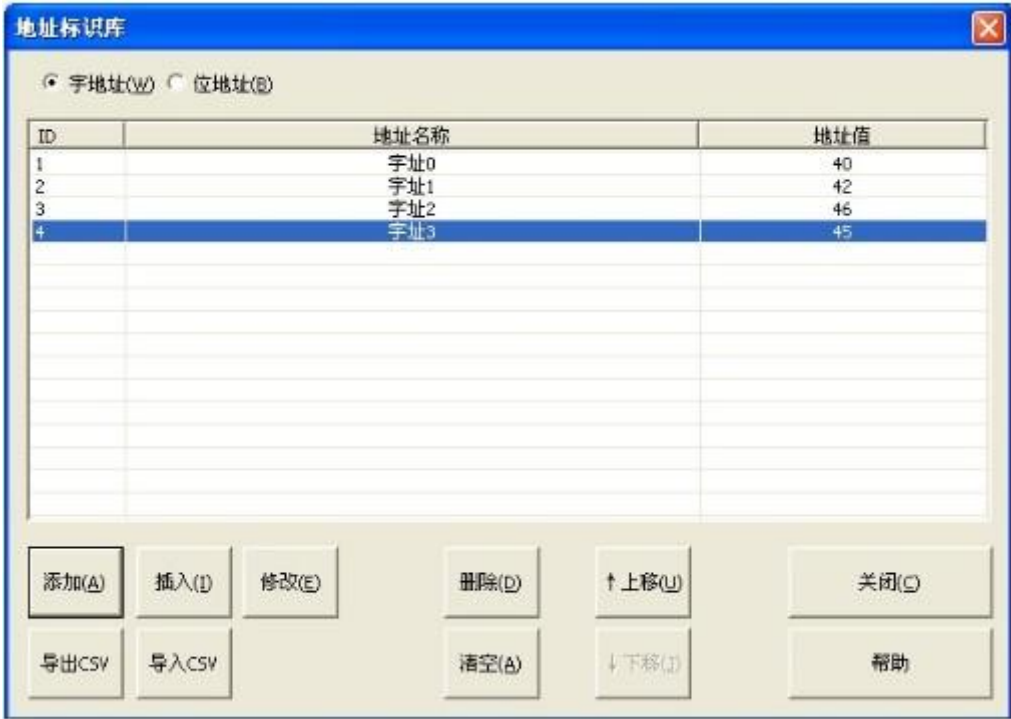 地址标识库
字地址(W) 位地址(B)
ID 地址名称 地址值
1 字址0 40
2 字址1 42
3 字址2 46
4 字址3 45
添加(A) 插入(I) 修改(E) 删除(D) ↑上移(U) 关闭(C)
导出CSV 导入CSV 清空(A) ↓下移(J) 帮助